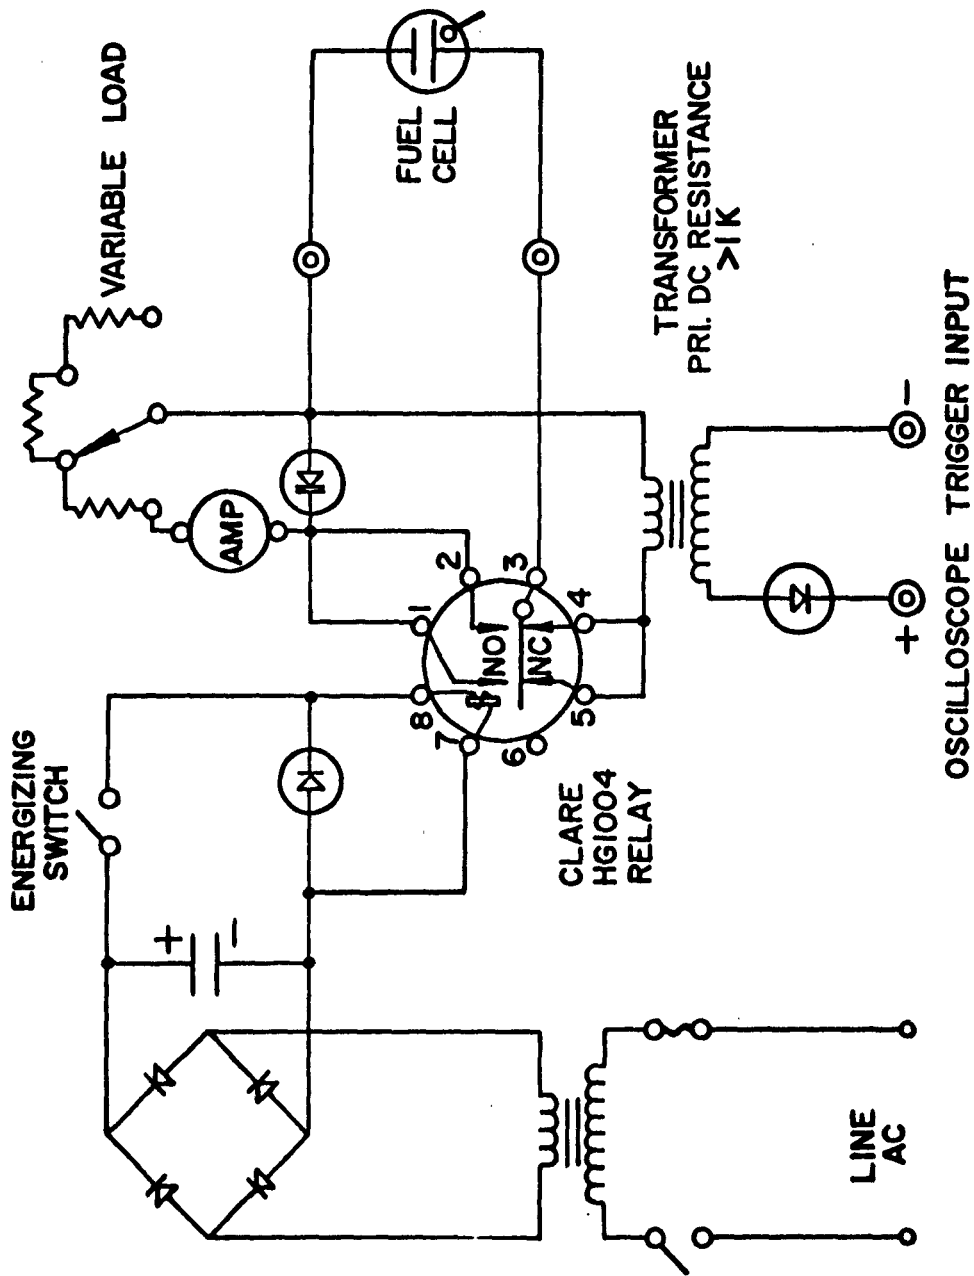 ENERGIZING
SWITCH
VARIABLE LOAD
+
−
AMP
FUEL
CELL
1
2
3
4
5
6
7
8
NO
NC
CLARE
HG1004
RELAY
TRANSFORMER
PRI. DC RESISTANCE
>1K
LINE
AC
+
−
OSCILLOSCOPE TRIGGER INPUT